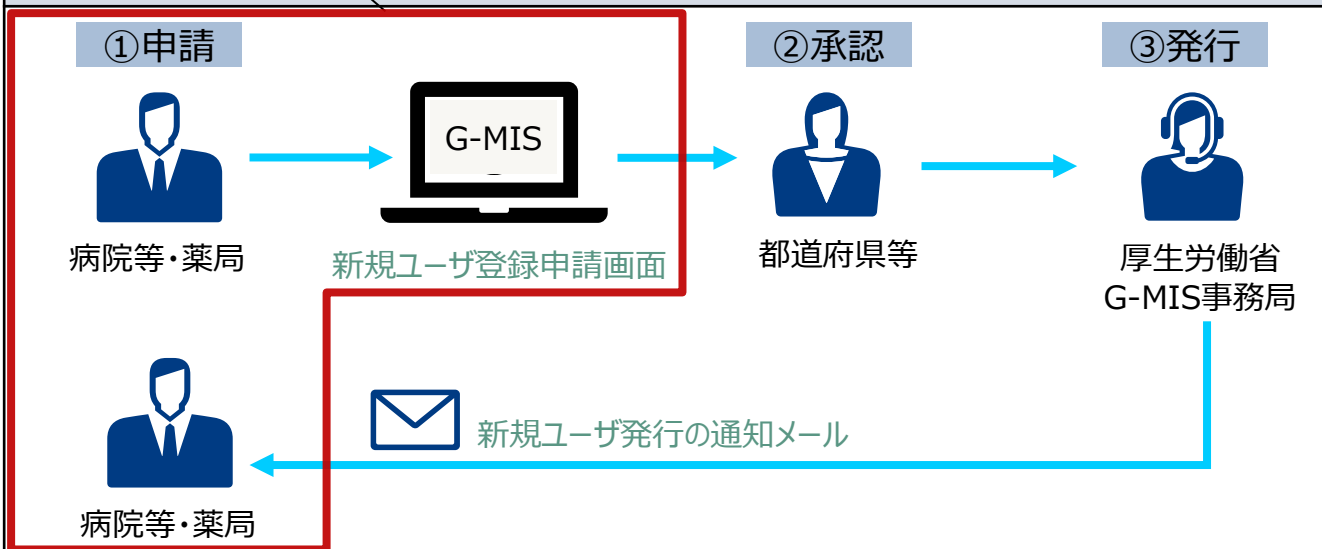 ①申請
②承認
③発行
G-MIS
病院等・薬局
新規ユーザ登録申請画面
都道府県等
厚生労働省
G-MIS事務局
新規ユーザ発行の通知メール
病院等・薬局